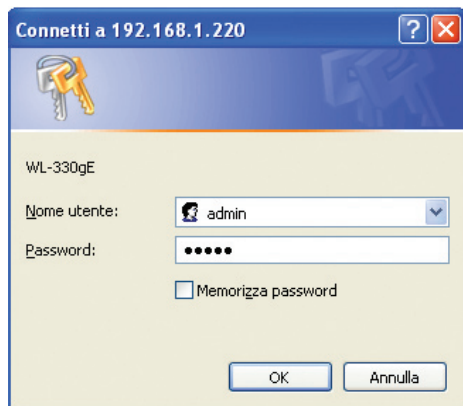 Connetti a 192.168.1.220
WL-330gE
Nome utente: admin
Password: •••••
Memorizza password
OK Annulla